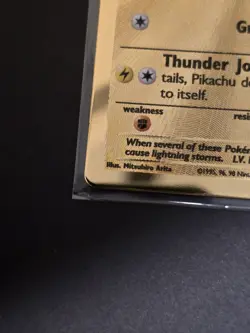 Thunder Jo
tails, Pikachu d
to itself.
weakness
resi
When several of these Poké
cause lightning storms. LV.
Illus. Mitsuhiro Arita
©1995, 96, 98 Nin